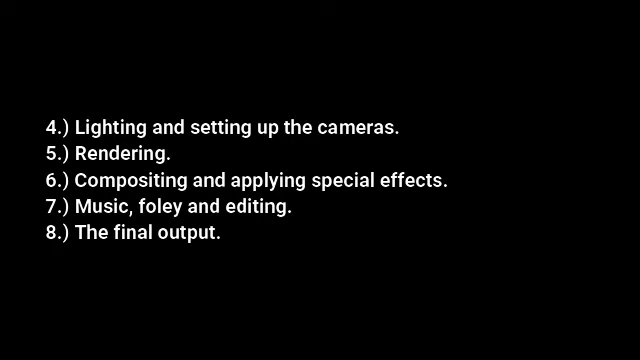 4.) Lighting and setting up the cameras.
5.) Rendering.
6.) Compositing and applying special effects.
7.) Music, foley and editing.
8.) The final output.